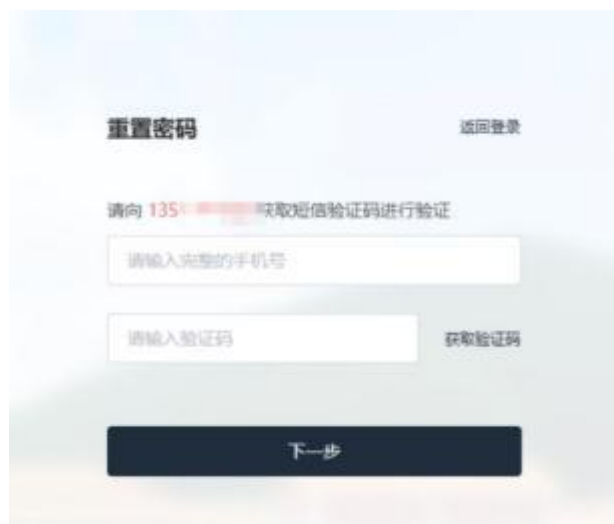 重置密码
返回登录
请向 135 获取短信验证码进行验证
请输入完整的手机号
请输入验证码
获取验证码
下一步